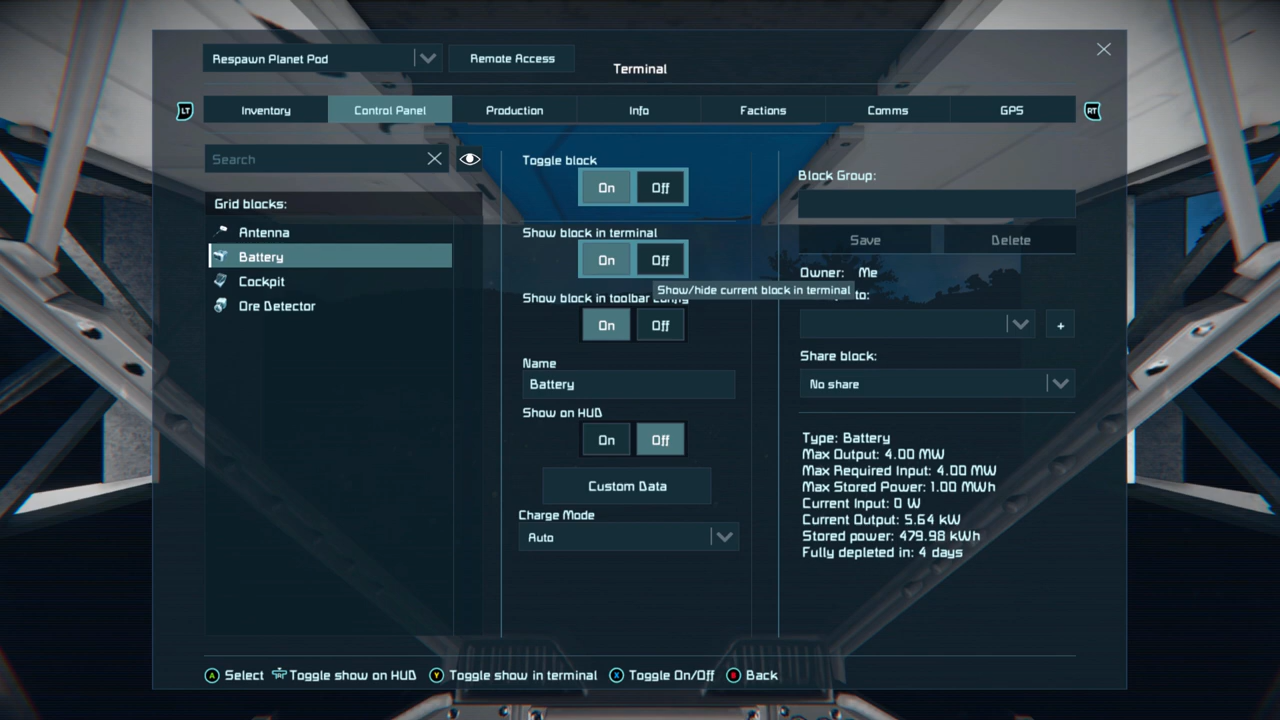 Respawn Planet Pod
Remote Access
Terminal
LT
Inventory
Control Panel
Production
Info
Factions
Comms
GPS
RT
Search
Grid blocks:
Antenna
Battery
Cockpit
Ore Detector
Toggle block
On Off
Show block in terminal
On Off
Show/hide current block in terminal
Show block in toolbar config
On Off
Name
Battery
Show on HUD
On Off
Custom Data
Charge Mode
Auto
Block Group:
Save
Delete
Owner: Me
to:
+
Share block:
No share
Type: Battery
Max Output: 4.00 MW
Max Required Input: 4.00 MW
Max Stored Power: 1.00 MWh
Current Input: 0 W
Current Output: 5.64 kW
Stored power: 479.98 kWh
Fully depleted in: 4 days
A Select Toggle show on HUD Y Toggle show in terminal X Toggle On/Off B Back